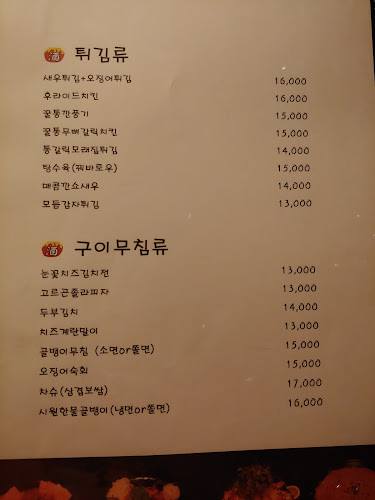 酒 튀김류
새우튀김+오징어튀김 16,000
후라이드치킨 16,000
꿀통깐풍기 15,000
꿀통무뼈갈릭치킨 15,000
통갈릭모래집튀김 14,000
탕수육(꿔바로우) 15,000
매콤깐쇼새우 14,000
모듬감자튀김 13,000
酒 구이무침류
눈꽃치즈김치전 13,000
고르곤졸라피자 13,000
두부김치 14,000
치즈계란말이 13,000
골뱅이무침 (소면or쫄면) 15,000
오징어숙회 15,000
차슈(삼겹보쌈) 17,000
시원한물골뱅이(냉면or쫄면) 16,000